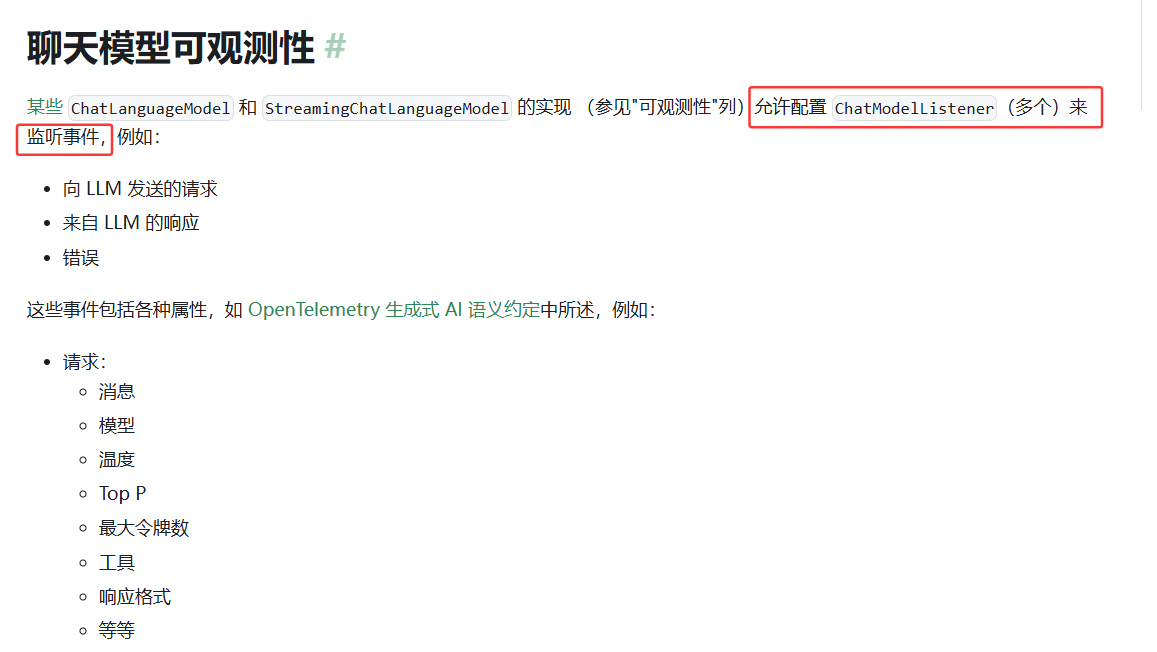 聊天模型可观测性 #
某些 ChatLanguageModel 和 StreamingChatLanguageModel 的实现 （参见"可观测性"列）允许配置 ChatModelListener（多个）来
监听事件，例如：
• 向 LLM 发送的请求
• 来自 LLM 的响应
• 错误
这些事件包括各种属性，如 OpenTelemetry 生成式 AI 语义约定中所述，例如：
• 请求：
◦ 消息
◦ 模型
◦ 温度
◦ Top P
◦ 最大令牌数
◦ 工具
◦ 响应格式
◦ 等等